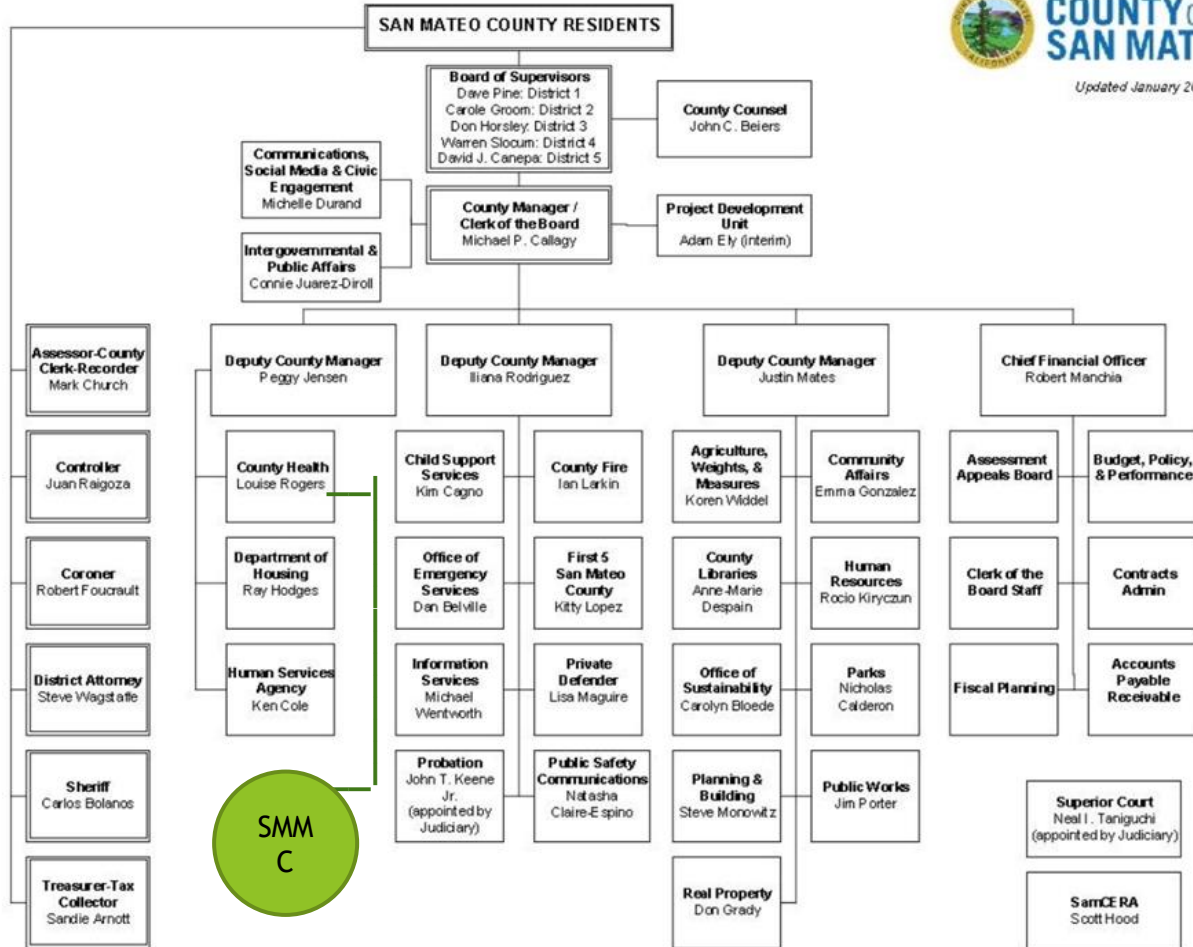 SAN MATEO COUNTY RESIDENTS
COUNTY
SAN MAT
CALIFORNIA
Updated January 20
Board of Supervisors
Dave Pine: District 1
Carole Groom: District 2
Don Horsley: District 3
Warren Slocum: District 4
David J. Canepa: District 5
County Counsel
John C. Beiers
Communications,
Social Media & Civic
Engagement
Michelle Durand
County Manager /
Clerk of the Board
Michael P. Callagy
Project Development
Unit
Adam Ely (interim)
Intergovernmental &
Public Affairs
Connie Juarez-Diroll
Assessor-County
Clerk-Recorder
Mark Church
Deputy County Manager
Peggy Jensen
Deputy County Manager
Iliana Rodriguez
Deputy County Manager
Justin Mates
Chief Financial Officer
Robert Manchia
Controller
Juan Raigoza
County Health
Louise Rogers
Child Support
Services
Kim Cagno
County Fire
Ian Larkin
Agriculture,
Weights, &
Measures
Koren Widdel
Community
Affairs
Emma Gonzalez
Assessment
Appeals Board
Budget, Policy,
& Performance
Coroner
Robert Foucrault
Department of
Housing
Ray Hodges
Office of
Emergency
Services
Dan Belville
First 5
San Mateo
County
Kitty Lopez
County
Libraries
Anne-Marie
Despain
Human
Resources
Rocio Kiryczun
Clerk of the
Board Staff
Contracts
Admin
District Attorney
Steve Wagstaffe
Human Services
Agency
Ken Cole
Information
Services
Michael
Wentworth
Private
Defender
Lisa Maguire
Office of
Sustainability
Carolyn Bloede
Parks
Nicholas
Calderon
Fiscal Planning
Accounts
Payable
Receivable
Sheriff
Carlos Bolanos
SMM
C
Probation
John T. Keene
Jr.
(appointed by
Judiciary)
Public Safety
Communications
Natasha
Claire-Espino
Planning &
Building
Steve Monowitz
Public Works
Jim Porter
Superior Court
Neal I. Taniguchi
(appointed by Judiciary)
Treasurer-Tax
Collector
Sandie Arnott
Real Property
Don Grady
SamCERA
Scott Hood